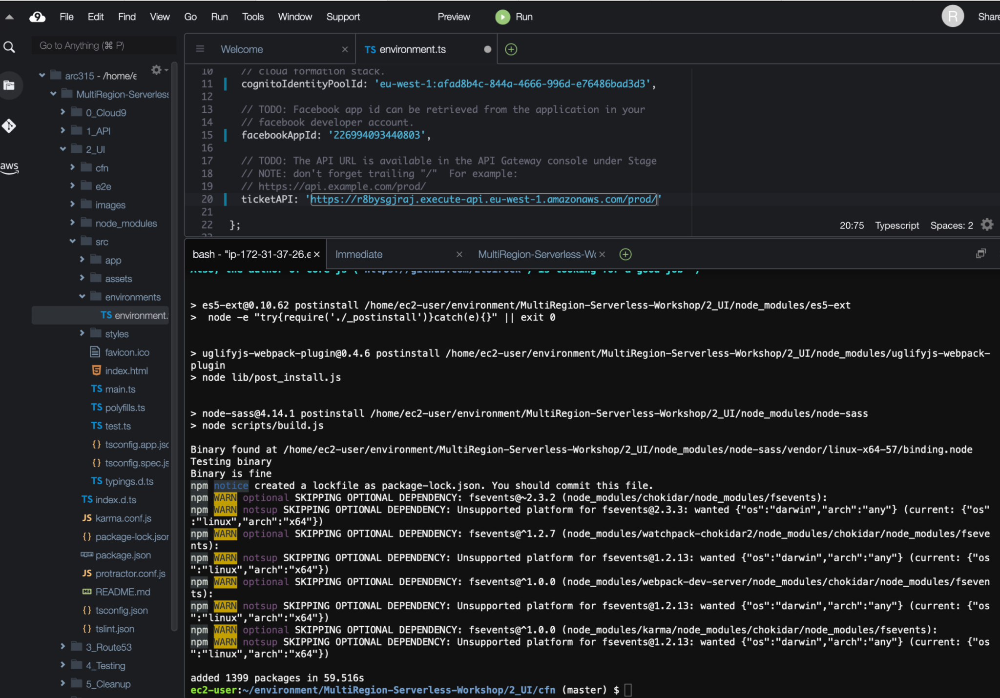 File Edit Find View Go Run Tools Window Support Preview Run R Share
Go to Anything (⌘ P)
arc315 - /home/e
MultiRegion-Serverless
0_Cloud9
1_API
2_UI
cfn
e2e
images
node_modules
src
app
assets
environments
TS environment.
styles
favicon.ico
index.html
TS main.ts
TS polyfills.ts
TS test.ts
{} tsconfig.app.jso
{} tsconfig.spec.js
TS typings.d.ts
TS index.d.ts
JS karma.conf.js
{} package-lock.json
package.json
JS protractor.conf.js
README.md
{} tsconfig.json
{} tslint.json
3_Route53
4_Testing
5_Cleanup
aws
Welcome
TS environment.ts
10 // cloud formation stack.
11 cognitoIdentityPoolId: 'eu-west-1:afad8b4c-844a-4666-996d-e76486bad3d3',
12
13 // TODO: Facebook app id can be retrieved from the application in your
14 // facebook developer account.
15 facebookAppId: '226994093440803',
16
17 // TODO: The API URL is available in the API Gateway console under Stage
18 // NOTE: don't forget trailing "/"  For example:
19 // https://api.example.com/prod/
20 ticketAPI: 'https://r8bysgjraj.execute-api.eu-west-1.amazonaws.com/prod/'
21
22 };
20:75 Typescript Spaces: 2
bash - "ip-172-31-37-26.e × Immediate × MultiRegion-Serverless-Wo ×
> es5-ext@0.10.62 postinstall /home/ec2-user/environment/MultiRegion-Serverless-Workshop/2_UI/node_modules/es5-ext
>  node -e "try{require('./_postinstall')}catch(e){}" || exit 0
> uglifyjs-webpack-plugin@0.4.6 postinstall /home/ec2-user/environment/MultiRegion-Serverless-Workshop/2_UI/node_modules/uglifyjs-webpack-
plugin
> node lib/post_install.js
> node-sass@4.14.1 postinstall /home/ec2-user/environment/MultiRegion-Serverless-Workshop/2_UI/node_modules/node-sass
> node scripts/build.js
Binary found at /home/ec2-user/environment/MultiRegion-Serverless-Workshop/2_UI/node_modules/node-sass/vendor/linux-x64-57/binding.node
Testing binary
Binary is fine
npm notice created a lockfile as package-lock.json. You should commit this file.
npm WARN optional SKIPPING OPTIONAL DEPENDENCY: fsevents@~2.3.2 (node_modules/chokidar/node_modules/fsevents):
npm WARN notsup SKIPPING OPTIONAL DEPENDENCY: Unsupported platform for fsevents@2.3.3: wanted {"os":"darwin","arch":"any"} (current: {"os"
:"linux","arch":"x64"})
npm WARN optional SKIPPING OPTIONAL DEPENDENCY: fsevents@^1.2.7 (node_modules/watchpack-chokidar2/node_modules/chokidar/node_modules/fseve
nts):
npm WARN notsup SKIPPING OPTIONAL DEPENDENCY: Unsupported platform for fsevents@1.2.13: wanted {"os":"darwin","arch":"any"} (current: {"os
":"linux","arch":"x64"})
npm WARN optional SKIPPING OPTIONAL DEPENDENCY: fsevents@^1.0.0 (node_modules/webpack-dev-server/node_modules/chokidar/node_modules/fseven
ts):
npm WARN notsup SKIPPING OPTIONAL DEPENDENCY: Unsupported platform for fsevents@1.2.13: wanted {"os":"darwin","arch":"any"} (current: {"os
":"linux","arch":"x64"})
npm WARN optional SKIPPING OPTIONAL DEPENDENCY: fsevents@^1.0.0 (node_modules/karma/node_modules/chokidar/node_modules/fsevents):
npm WARN notsup SKIPPING OPTIONAL DEPENDENCY: Unsupported platform for fsevents@1.2.13: wanted {"os":"darwin","arch":"any"} (current: {"os
":"linux","arch":"x64"})
added 1399 packages in 59.516s
ec2-user:~/environment/MultiRegion-Serverless-Workshop/2_UI/cfn (master) $